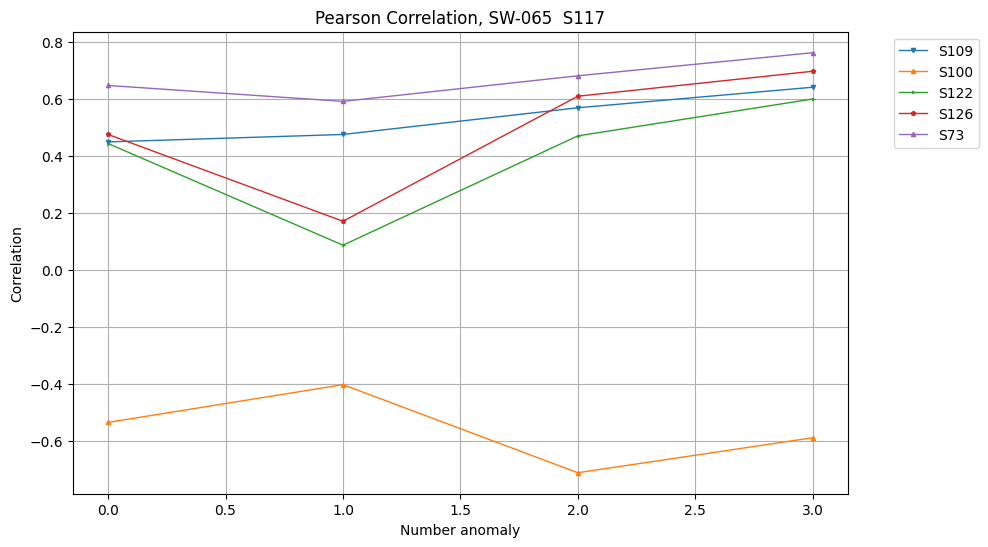 Pearson Correlation, SW-065  S117
0.8
0.6
0.4
0.2
0.0
−0.2
−0.4
−0.6
Correlation
0.0
0.5
1.0
1.5
2.0
2.5
3.0
Number anomaly
S109
S100
S122
S126
S73